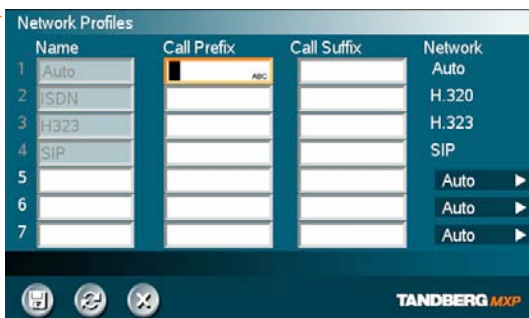 Network Profiles
Name Call Prefix Call Suffix Network
1 Auto ABC Auto
2 ISDN H.320
3 H323 H.323
4 SIP SIP
5 Auto
6 Auto
7 Auto
TANDBERG MXP